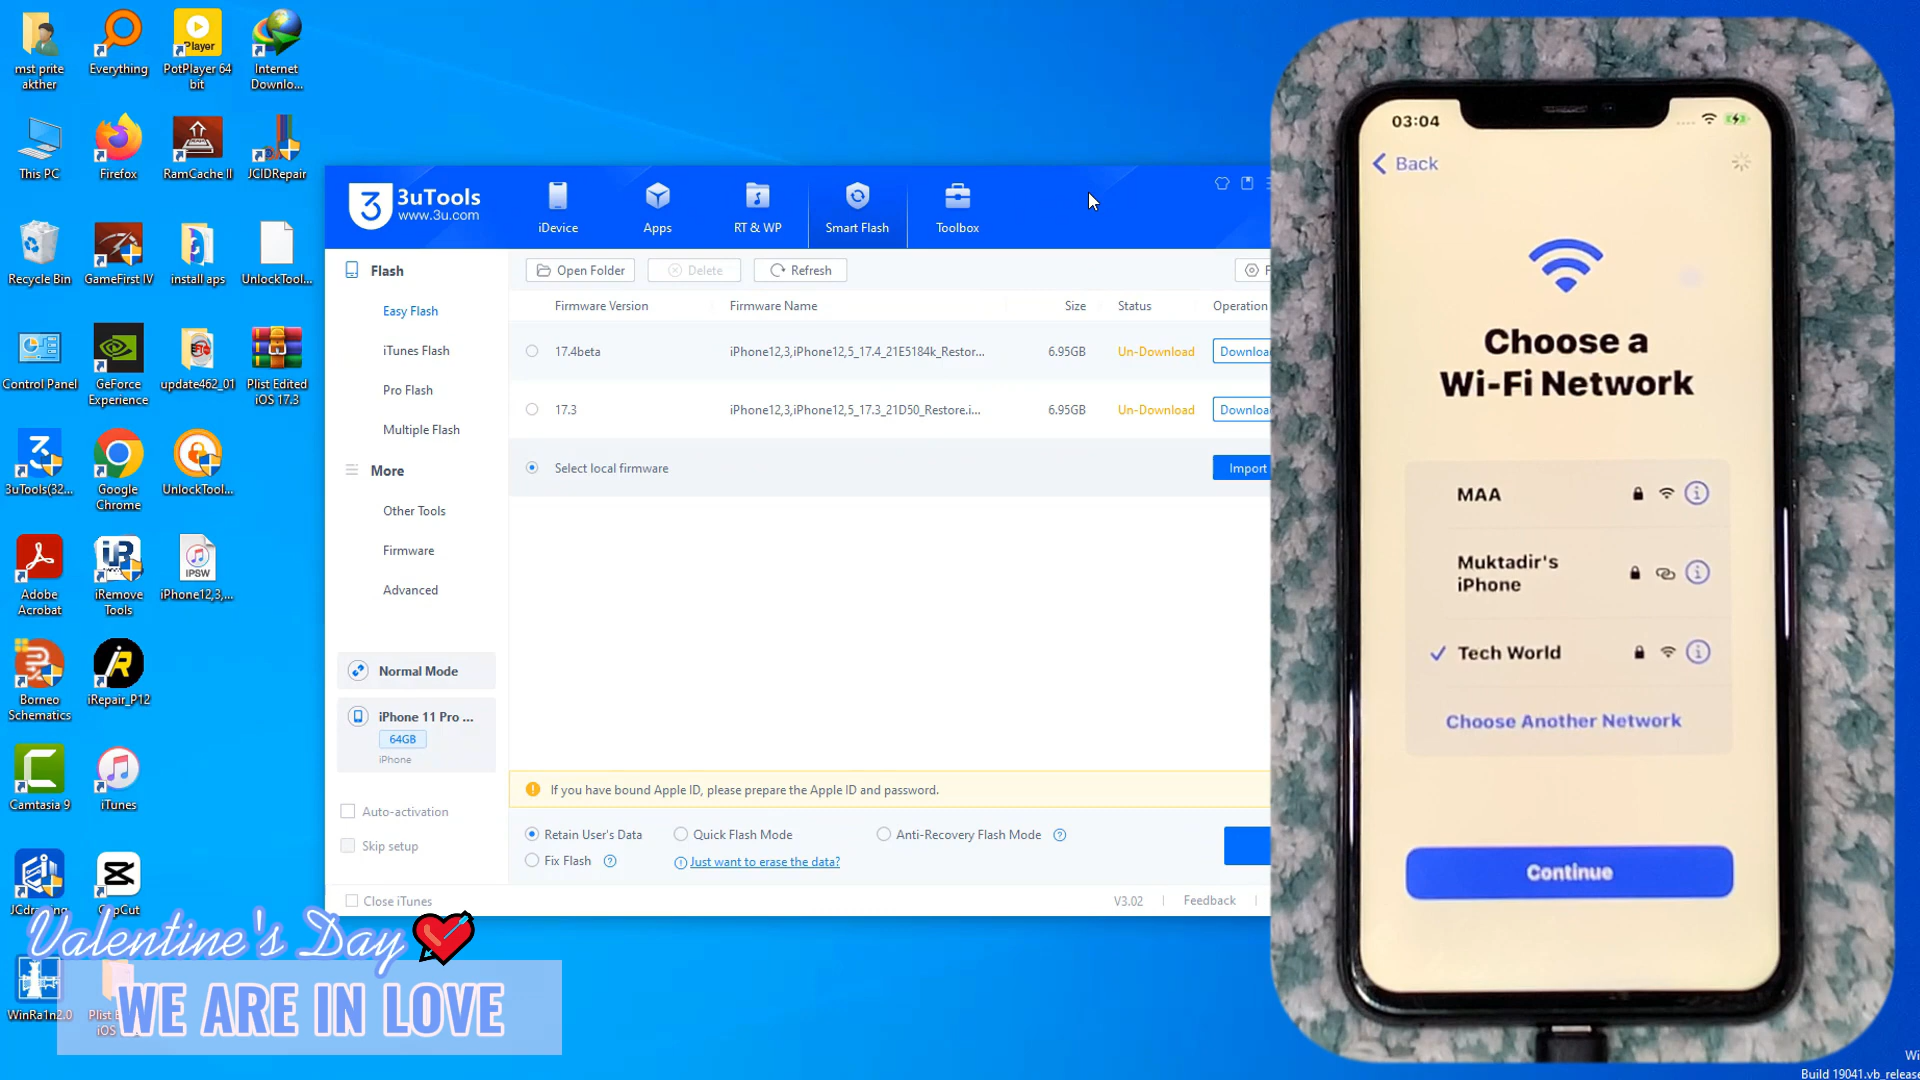 mst prite
akther
Everything
Player
PotPlayer 64
bit
Internet
Downlo...
This PC
Firefox
RamCache II
JCIDRepair
Recycle Bin
GameFirst IV
install aps
UnlockTool...
Control Panel
GeForce
Experience
update462_01
Plist Edited
iOS 17.3
3uTools(32...
Google
Chrome
UnlockTool...
Adobe
Acrobat
iRemove
Tools
IPSW
iPhone12,3,...
Borneo
Schematics
iRepair_P12
Camtasia 9
iTunes
CapCut
WinRa1n2.0
Valentine's Day
WE ARE IN LOVE
3uTools
www.3u.com
iDevice
Apps
RT & WP
Smart Flash
Toolbox
Flash
Easy Flash
iTunes Flash
Pro Flash
Multiple Flash
More
Other Tools
Firmware
Advanced
Normal Mode
iPhone 11 Pro ...
64GB
iPhone
Auto-activation
Skip setup
Close iTunes
Open Folder
Delete
Refresh
Firmware Version Firmware Name Size Status Operation
17.4beta iPhone12,3,iPhone12,5_17.4_21E5184k_Restor... 6.95GB Un-Download Downloa
17.3 iPhone12,3,iPhone12,5_17.3_21D50_Restore.i... 6.95GB Un-Download Downloa
Select local firmware Import
If you have bound Apple ID, please prepare the Apple ID and password.
Retain User's Data Quick Flash Mode Anti-Recovery Flash Mode
Fix Flash Just want to erase the data?
V3.02 Feedback
03:04
Back
Choose a
Wi-Fi Network
MAA
Muktadir's
iPhone
Tech World
Choose Another Network
Continue
Build 19041.vb_release